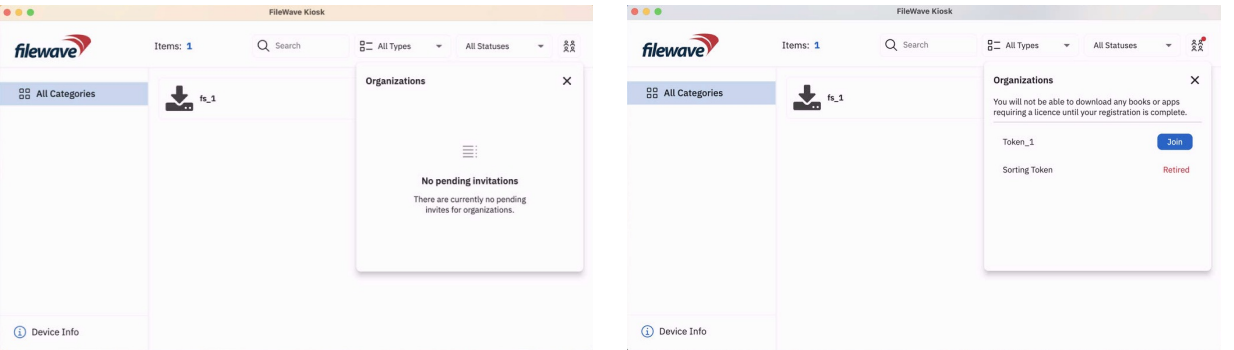 FileWave Kiosk
filewave
Items: 1
Search
All Types
All Statuses
All Categories
fs_1
Organizations
No pending invitations
There are currently no pending
invites for organizations.
Device Info
FileWave Kiosk
filewave
Items: 1
Search
All Types
All Statuses
All Categories
fs_1
Organizations
You will not be able to download any books or apps
requiring a licence until your registration is complete.
Token_1
Join
Sorting Token
Retired
Device Info